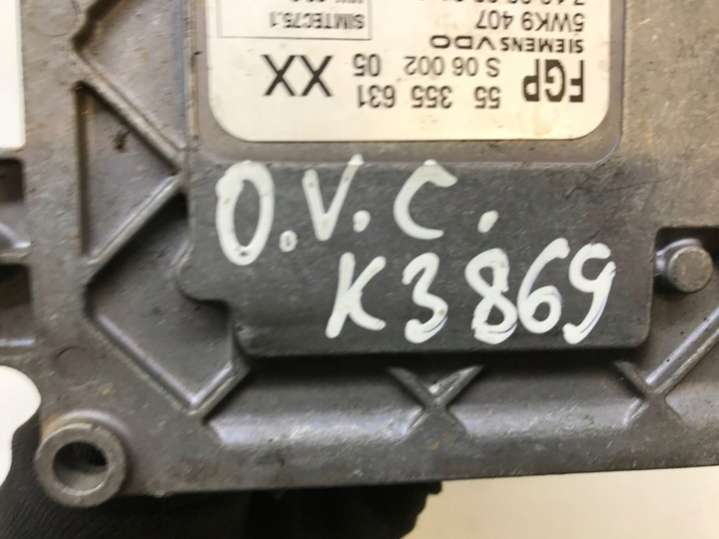 FGP 55 355 631
S 06 002 05 XX
SIEMENS VDO
5WK9 407
SIMTEC75.1
O.V.C.
K3869